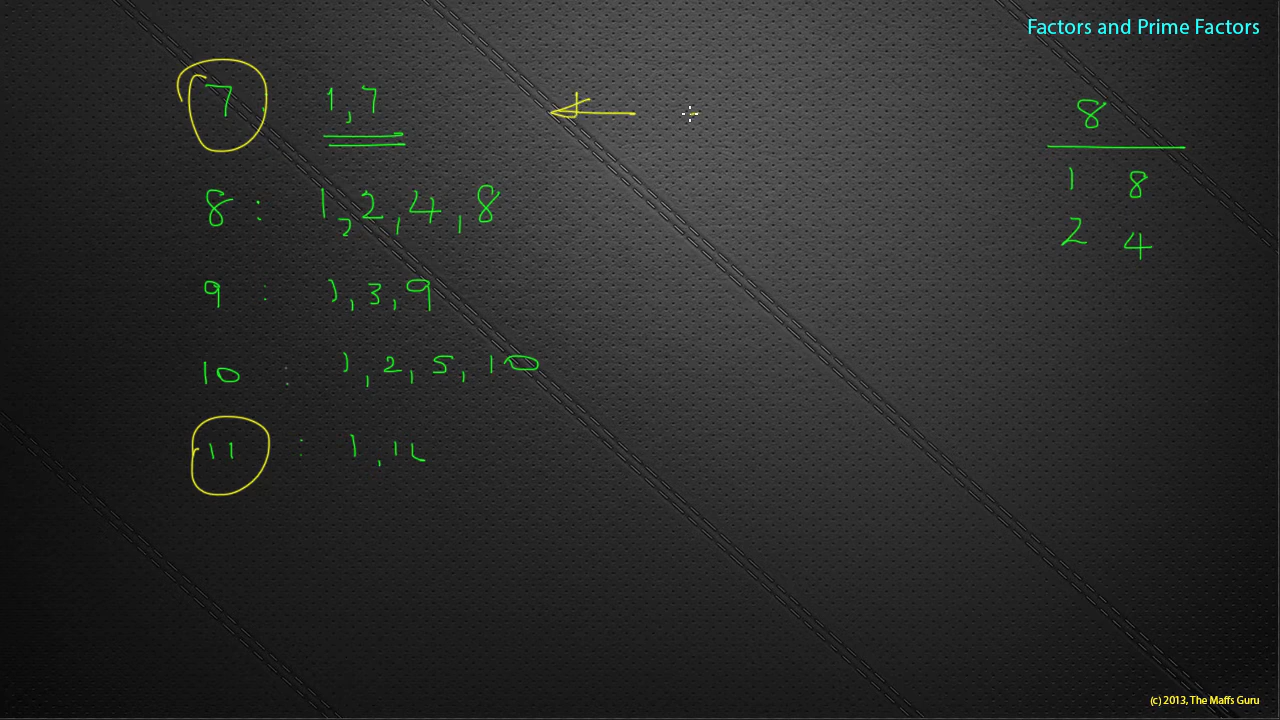 Factors and Prime Factors
7 1,7
8
8 : 1,2,4,8
1 8
2 4
9 : 1,3,9
10 : 1,2,5,10
11 : 1,11
(c) 2013, The Maffs Guru